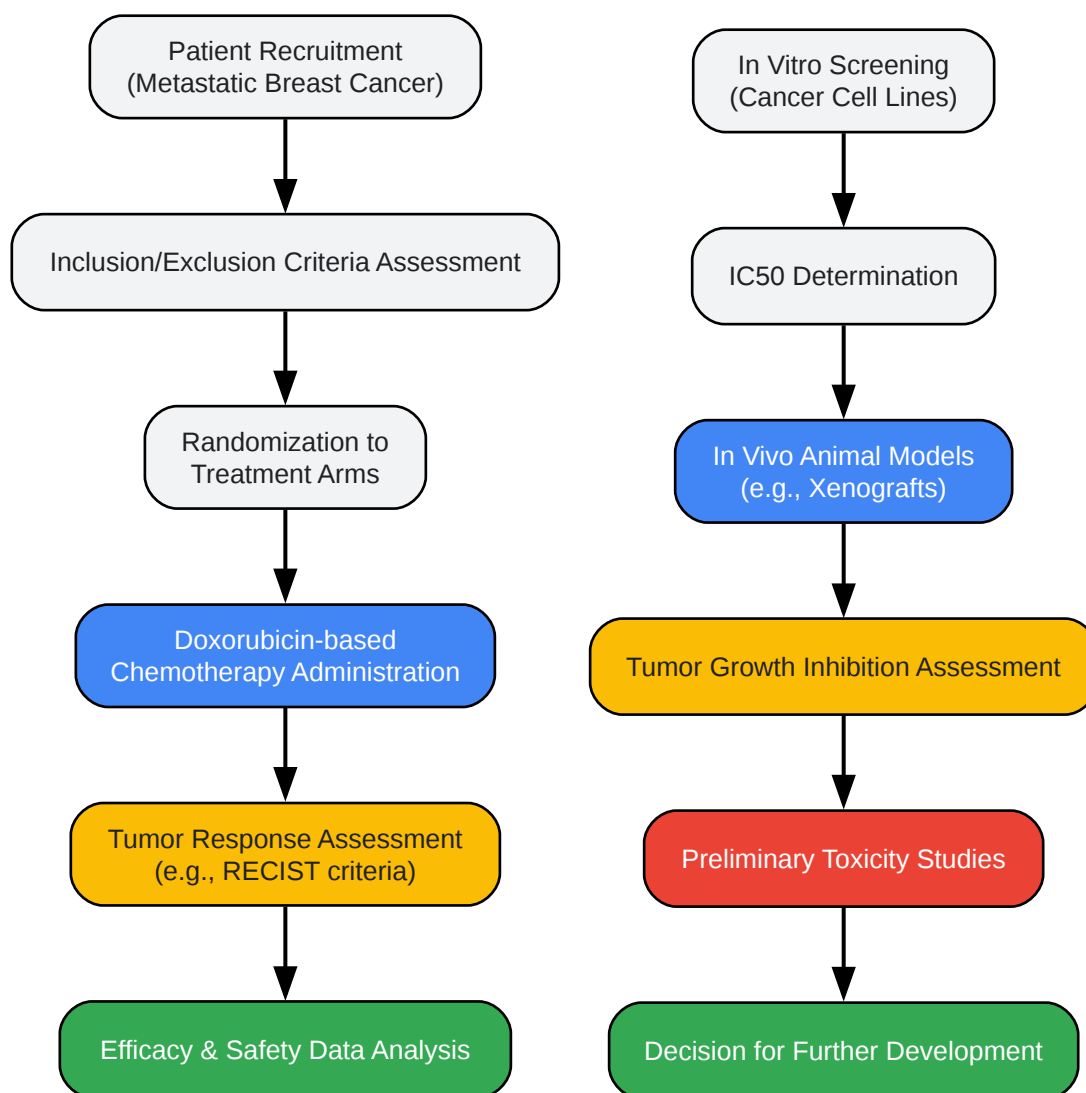 Patient Recruitment
(Metastatic Breast Cancer)
Inclusion/Exclusion Criteria Assessment
Randomization to
Treatment Arms
Doxorubicin-based
Chemotherapy Administration
Tumor Response Assessment
(e.g., RECIST criteria)
Efficacy & Safety Data Analysis
In Vitro Screening
(Cancer Cell Lines)
IC50 Determination
In Vivo Animal Models
(e.g., Xenografts)
Tumor Growth Inhibition Assessment
Preliminary Toxicity Studies
Decision for Further Development